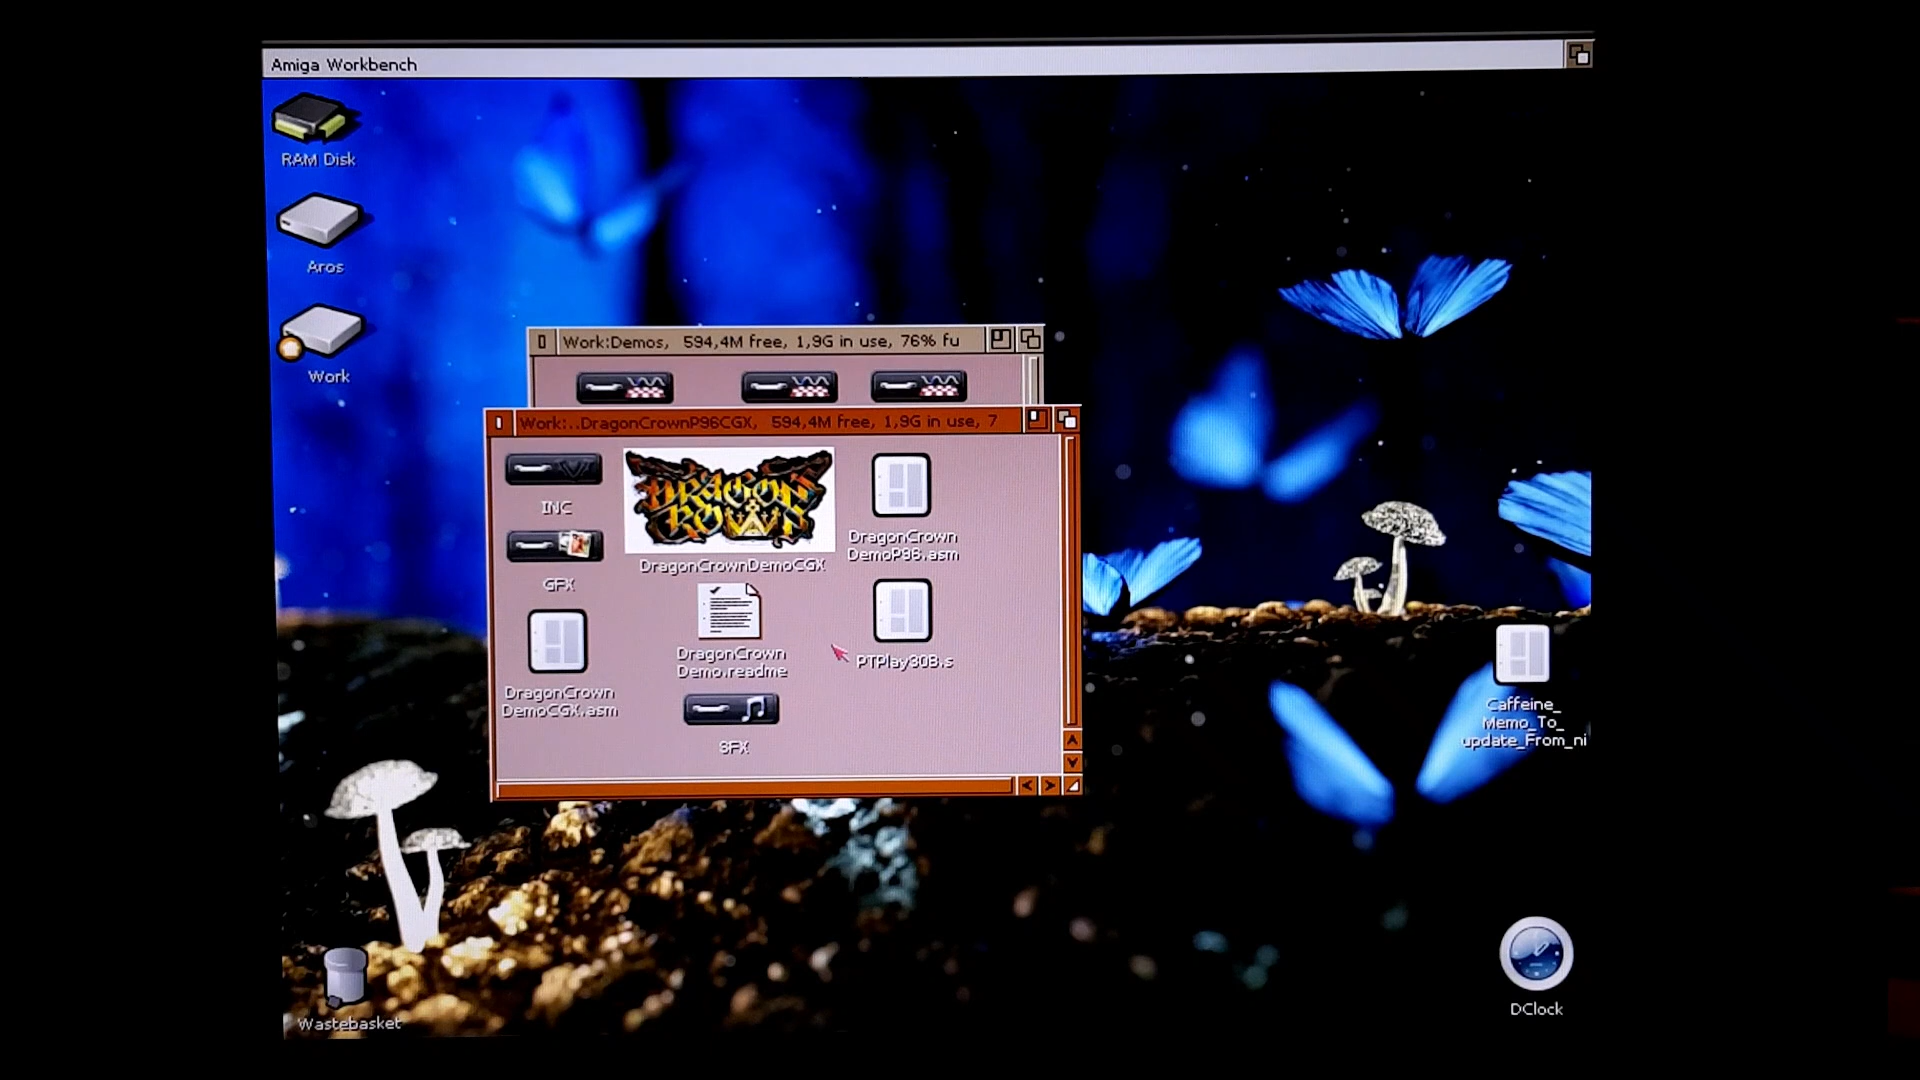 Amiga Workbench
RAM Disk
Aros
Work
Work:Demos, 594,4M free, 1,9G in use, 76% fu
Work:..DragonCrownP96CGX, 594,4M free, 1,9G in use, 7
INC
DRAGON
CROWN
DragonCrownDemoCGX
DragonCrown
DemoP96.asm
GFX
DragonCrown
Demo.readme
PTPlay30B.s
DragonCrown
DemoCGX.asm
SFX
Caffeine_
Memo_To_
update_From_ni
Wastebasket
DClock